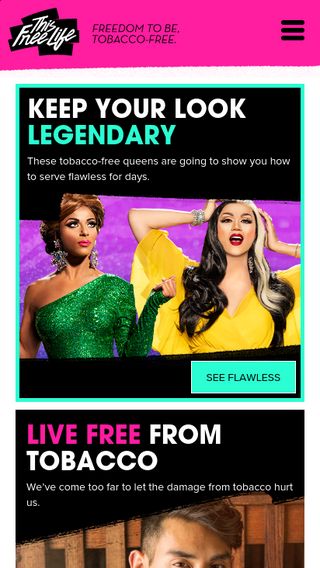 This
Free Life
FREEDOM TO BE,
TOBACCO-FREE.
KEEP YOUR LOOK
LEGENDARY
These tobacco-free queens are going to show you how
to serve flawless for days.
SEE FLAWLESS
LIVE FREE FROM
TOBACCO
We've come too far to let the damage from tobacco hurt
us.